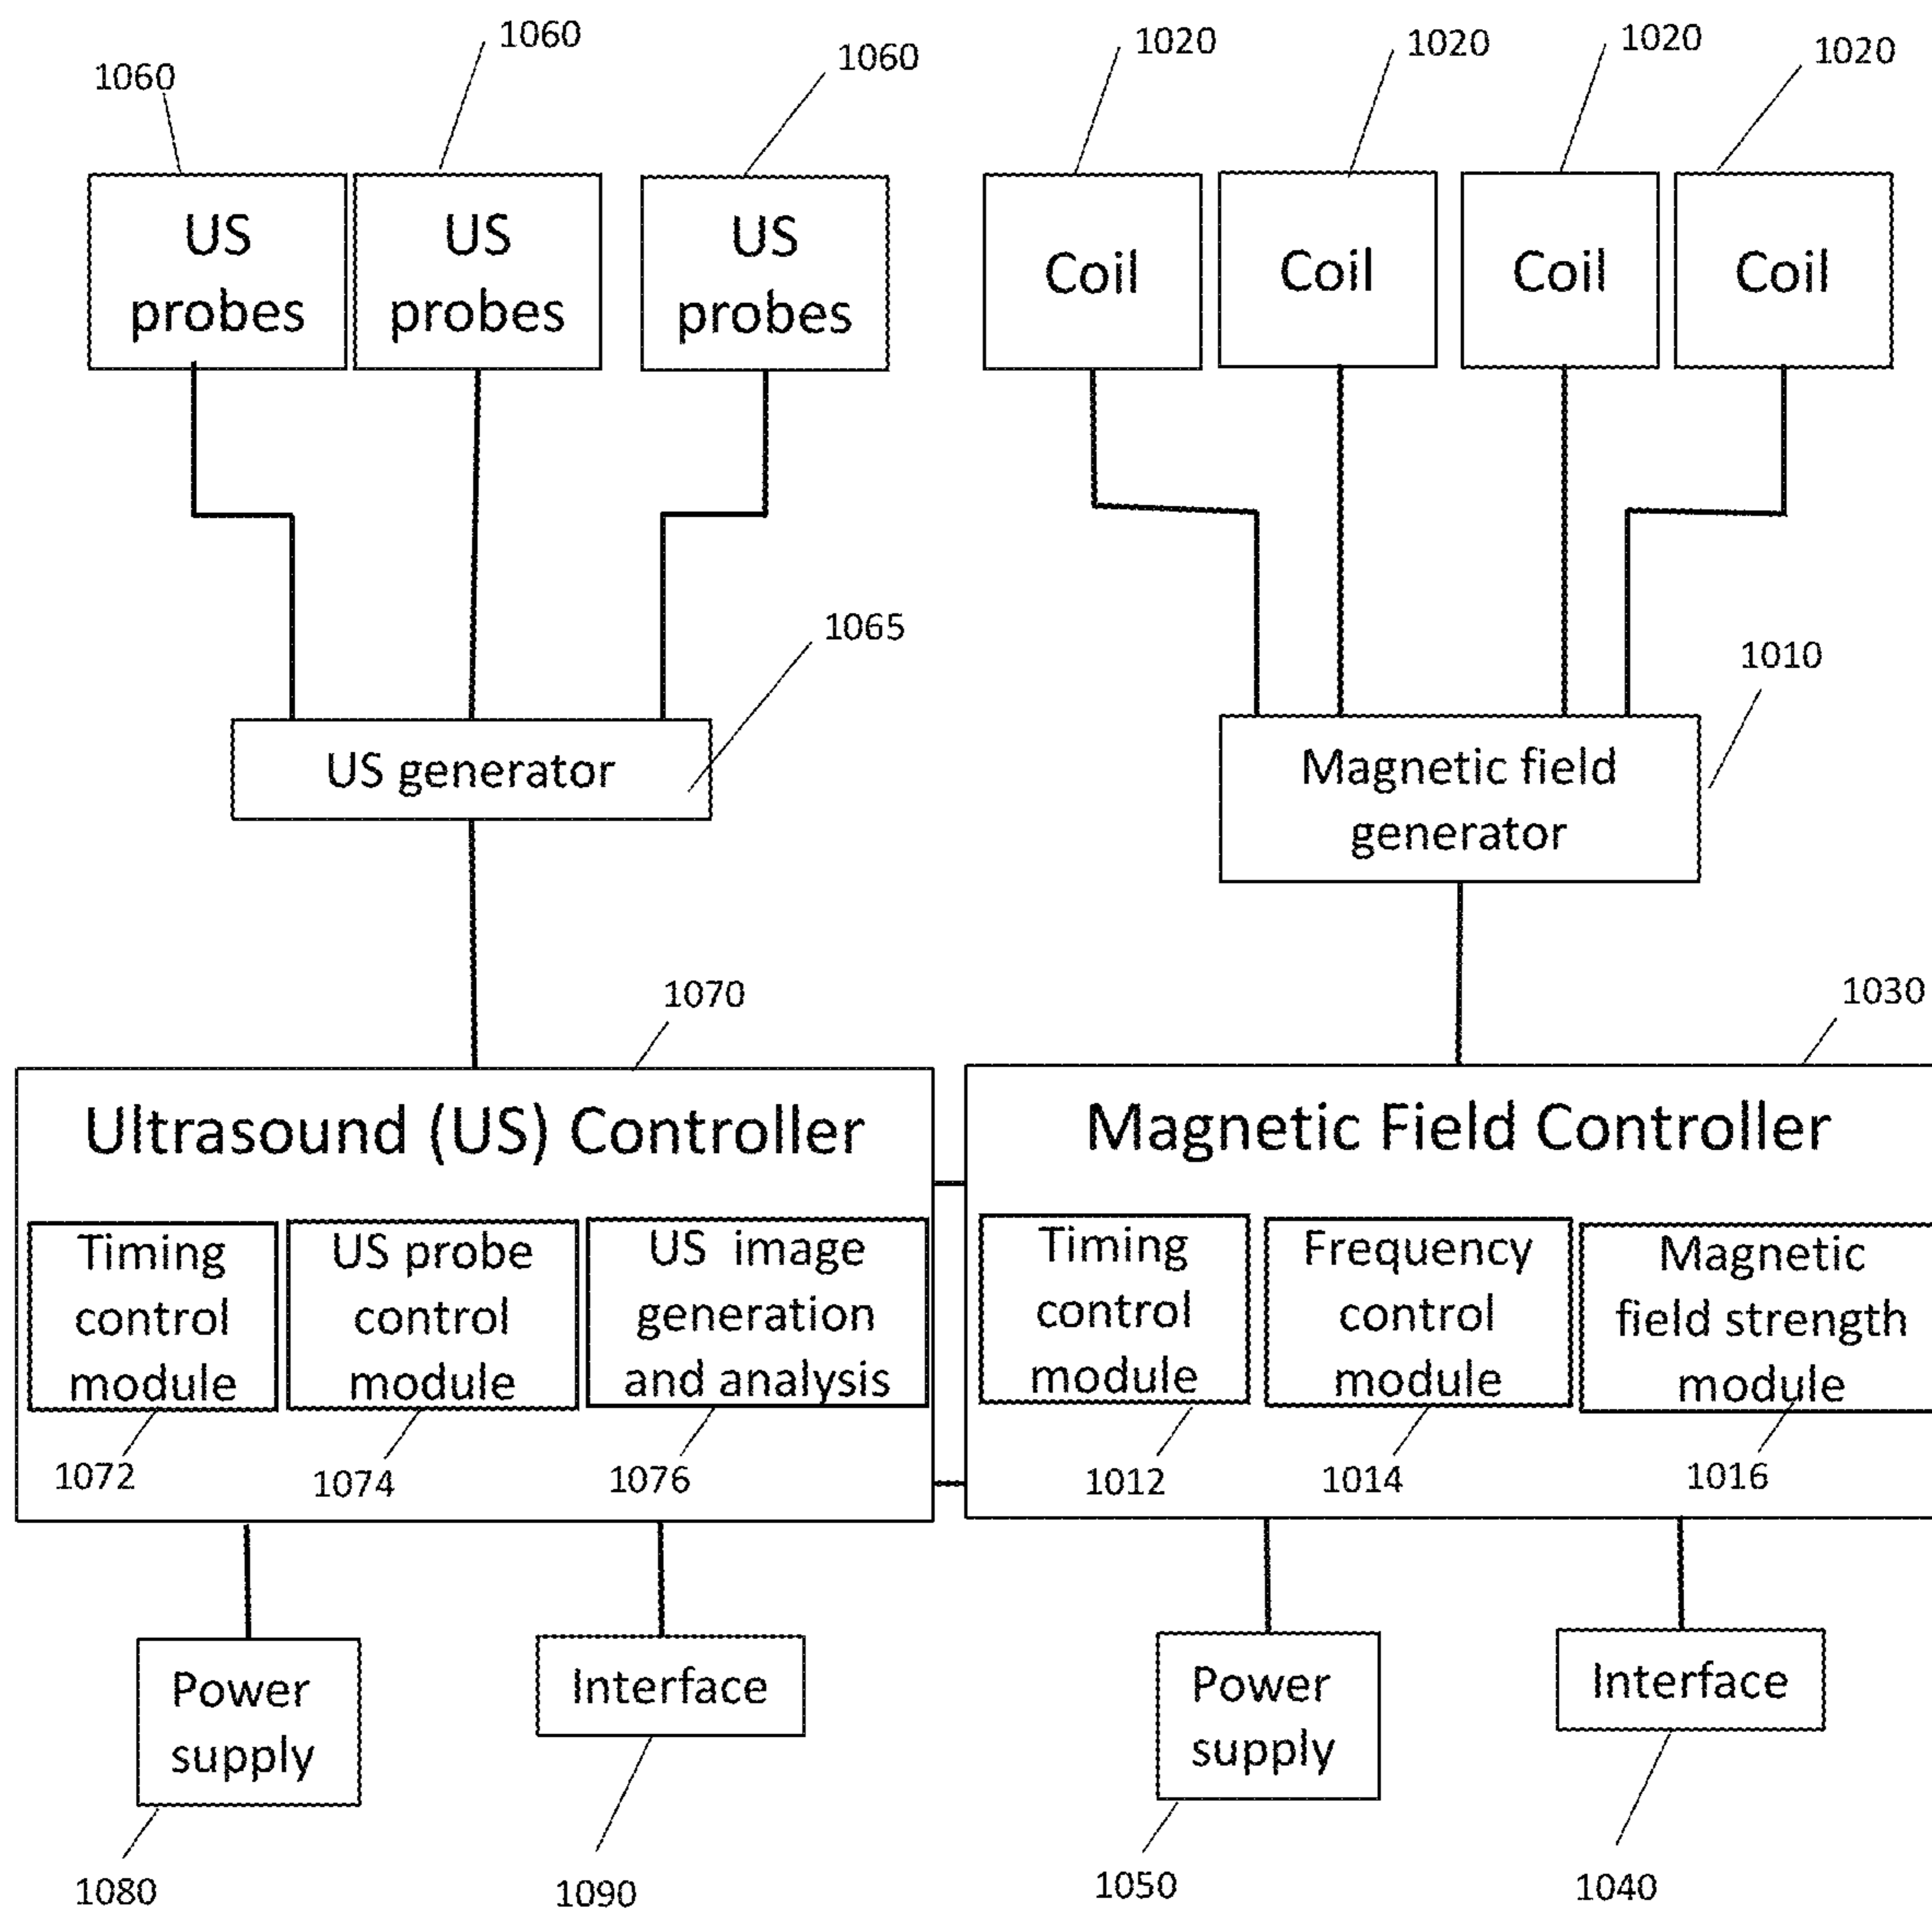 1060
1060
1060
1020
1020
1020
1020
US
probes
US
probes
US
probes
Coil
Coil
Coil
Coil
1065
1010
US generator
Magnetic field
generator
1070
1030
Ultrasound (US) Controller
Timing
control
module
US probe
control
module
US image
generation
and analysis
1072
1074
1076
Magnetic Field Controller
Timing
control
module
Frequency
control
module
Magnetic
field strength
module
1012
1014
1016
Power
supply
Interface
Power
supply
Interface
1080
1090
1050
1040